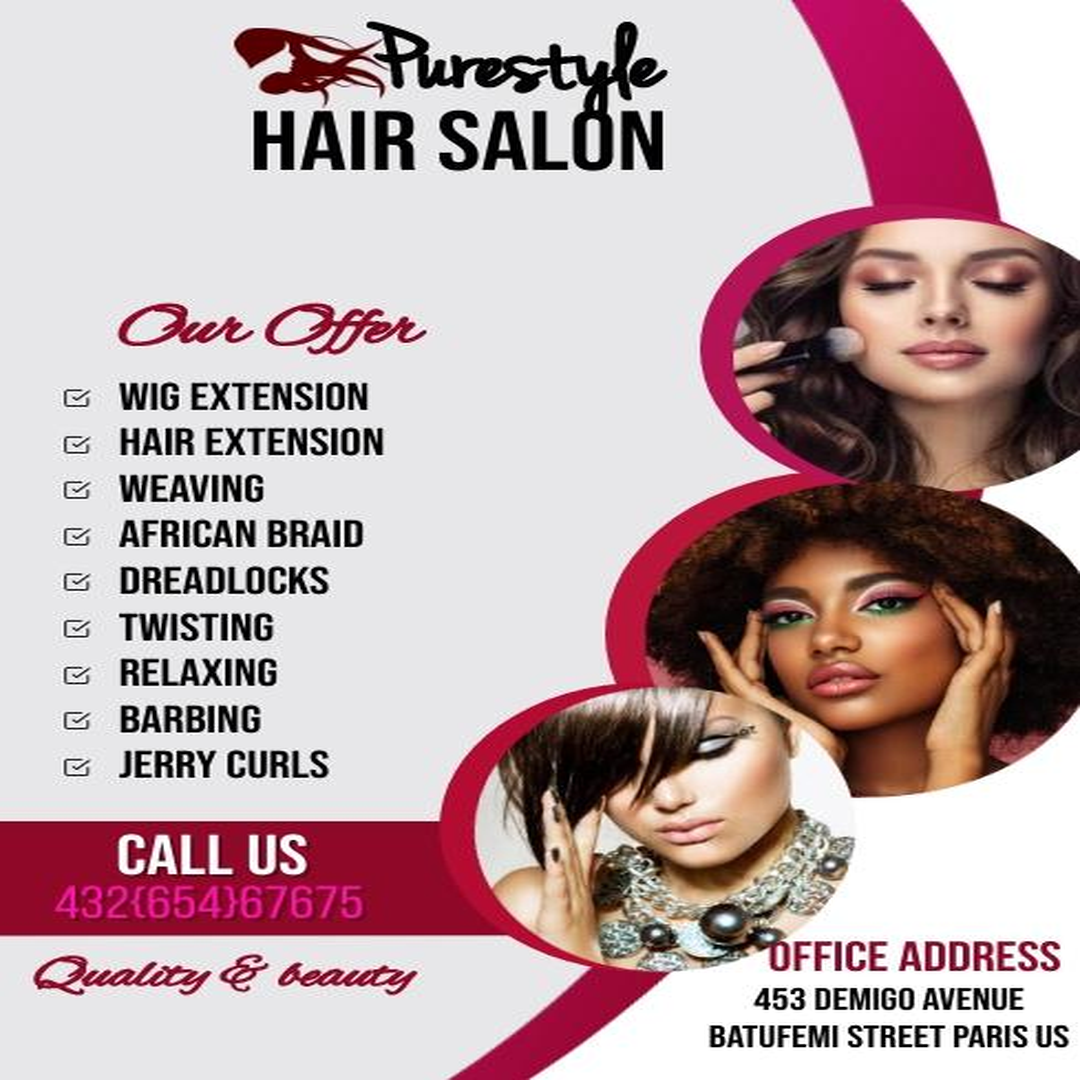 Purestyle
HAIR SALON
Our Offer
WIG EXTENSION
HAIR EXTENSION
WEAVING
AFRICAN BRAID
DREADLOCKS
TWISTING
RELAXING
BARBING
JERRY CURLS
CALL US
432{654}67675
Quality & beauty
OFFICE ADDRESS
453 DEMIGO AVENUE
BATUFEMI STREET PARIS US